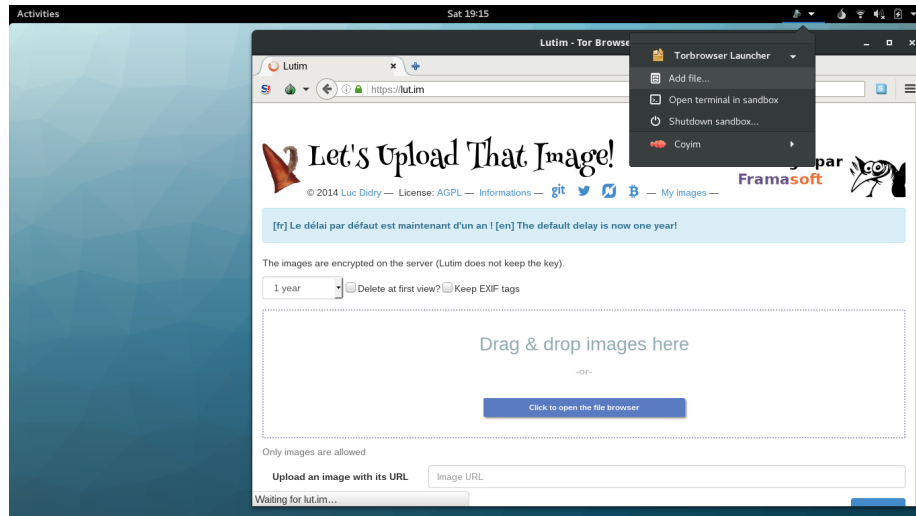 Activities
Sat 19:15
Lutim - Tor Browse
Torbrowser Launcher
Add file...
Open terminal in sandbox
Shutdown sandbox...
Coyim
Lutim
https://lut.im
Let's Upload That Image!
par
Framasoft
© 2014 Luc Didry — License: AGPL — Informations — git — My images —
[fr] Le délai par défaut est maintenant d'un an ! [en] The default delay is now one year!
The images are encrypted on the server (Lutim does not keep the key).
1 year Delete at first view? Keep EXIF tags
Drag & drop images here
-or-
Click to open the file browser
Only images are allowed
Upload an image with its URL Image URL
Waiting for lut.im...